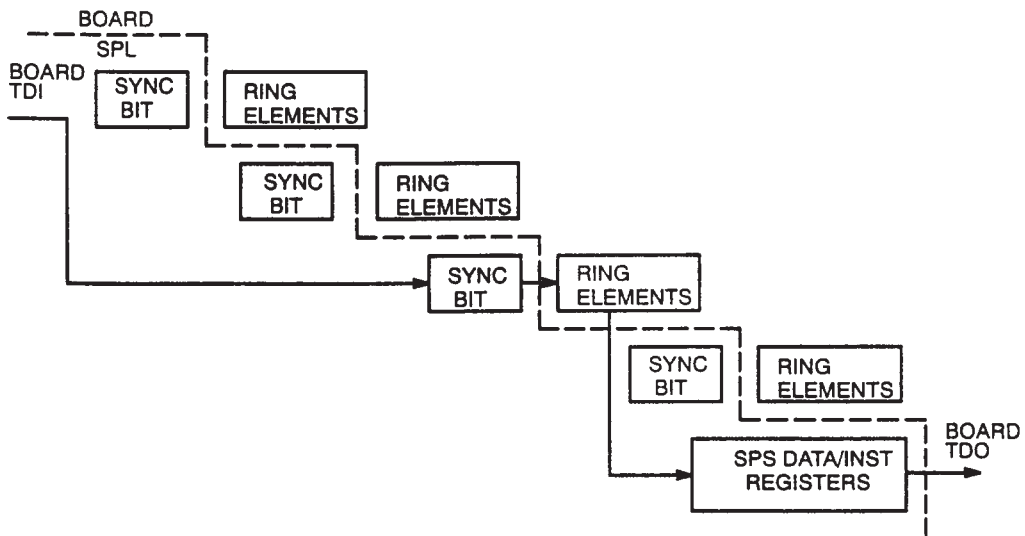 BOARD
SPL
BOARD
TDI
SYNC
BIT
RING
ELEMENTS
SYNC
BIT
RING
ELEMENTS
SYNC
BIT
RING
ELEMENTS
SYNC
BIT
RING
ELEMENTS
SPS DATA/INST
REGISTERS
BOARD
TDO